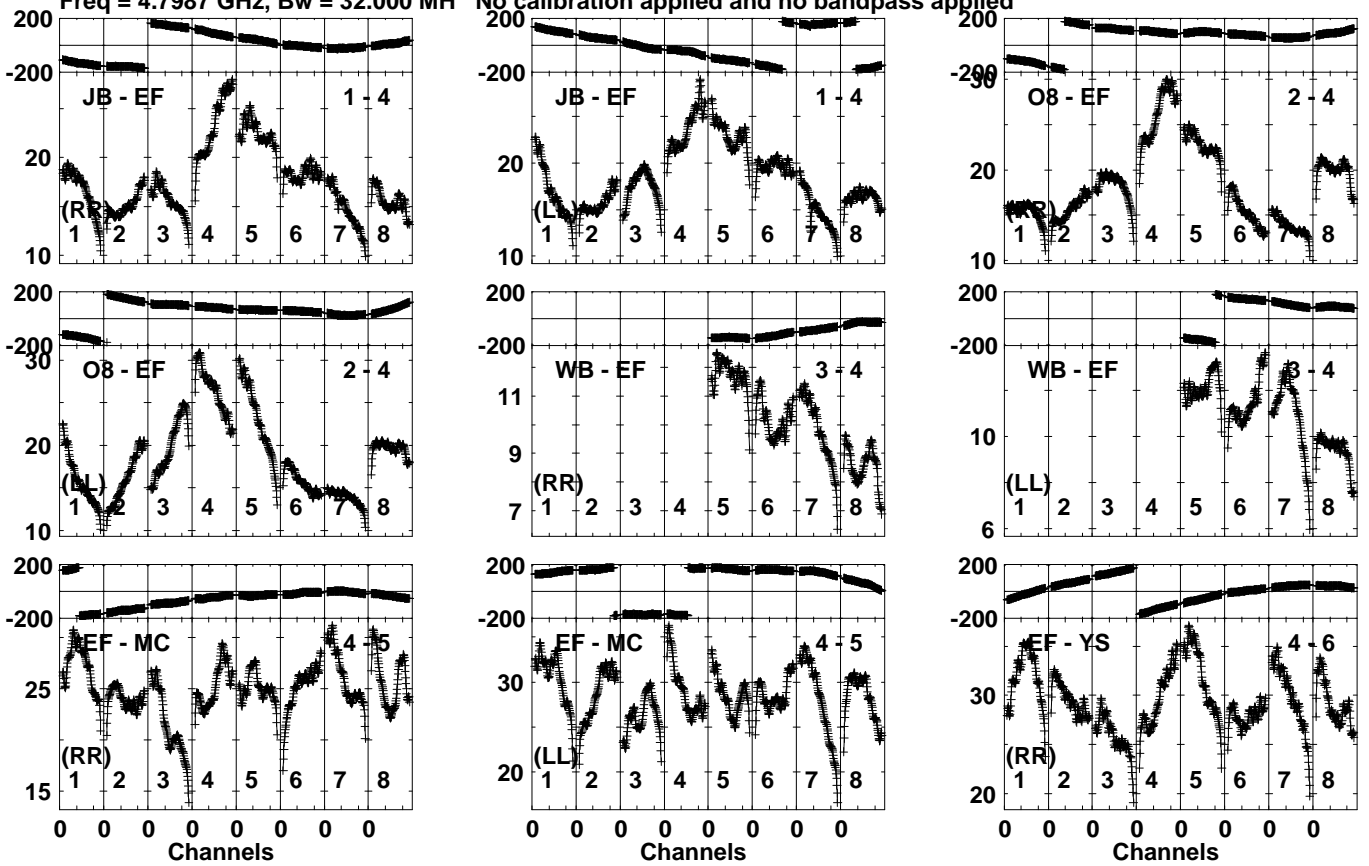 Freq = 4.7987 GHz, Bw = 32.000 MH No calibration applied and no bandpass applied
200 200 200
-200 -200 -200
JB - EF 1 - 4 JB - EF 1 - 4 O8 - EF 2 - 4
30
20 20 20
(RR) (LL) (RR)
1 2 3 4 5 6 7 8 1 2 3 4 5 6 7 8 1 2 3 4 5 6 7 8
10 10 10
200 200 200
-200 -200 -200
O8 - EF 2 - 4 WB - EF 3 - 4 WB - EF 3 - 4
30 11
20 9 10
(LL) (RR) (LL)
1 2 3 4 5 6 7 8 1 2 3 4 5 6 7 8 1 2 3 4 5 6 7 8
10 7 6
200 200 200
-200 -200 -200
EF - MC 4 - 5 EF - MC 4 - 5 EF - YS 4 - 6
25 30 30
(RR) (LL) (RR)
1 2 3 4 5 6 7 8 1 2 3 4 5 6 7 8 1 2 3 4 5 6 7 8
15 20 20
0 0 0 0 0 0 0 0 0 0 0 0 0 0 0 0 0 0 0 0 0 0 0 0
Channels Channels Channels